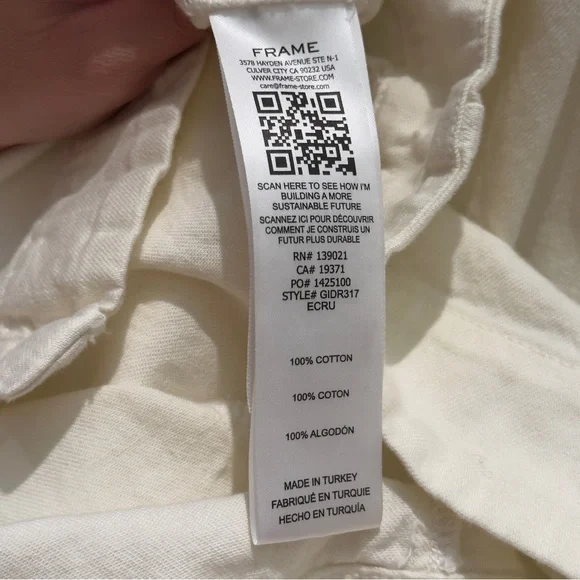 FRAME
3578 HAYDEN AVENUE STE N-1
CULVER CITY CA 90232 USA
WWW.FRAME-STORE.COM
care@frame-store.com
SCAN HERE TO SEE HOW I'M
BUILDING A MORE
SUSTAINABLE FUTURE
SCANNEZ ICI POUR DÉCOUVRIR
COMMENT JE CONSTRUIS UN
FUTUR PLUS DURABLE
RN# 139021
CA# 19371
PO# 1425100
STYLE# GIDR317
ECRU
100% COTTON
100% COTON
100% ALGODÓN
MADE IN TURKEY
FABRIQUÉ EN TURQUIE
HECHO EN TURQUÍA